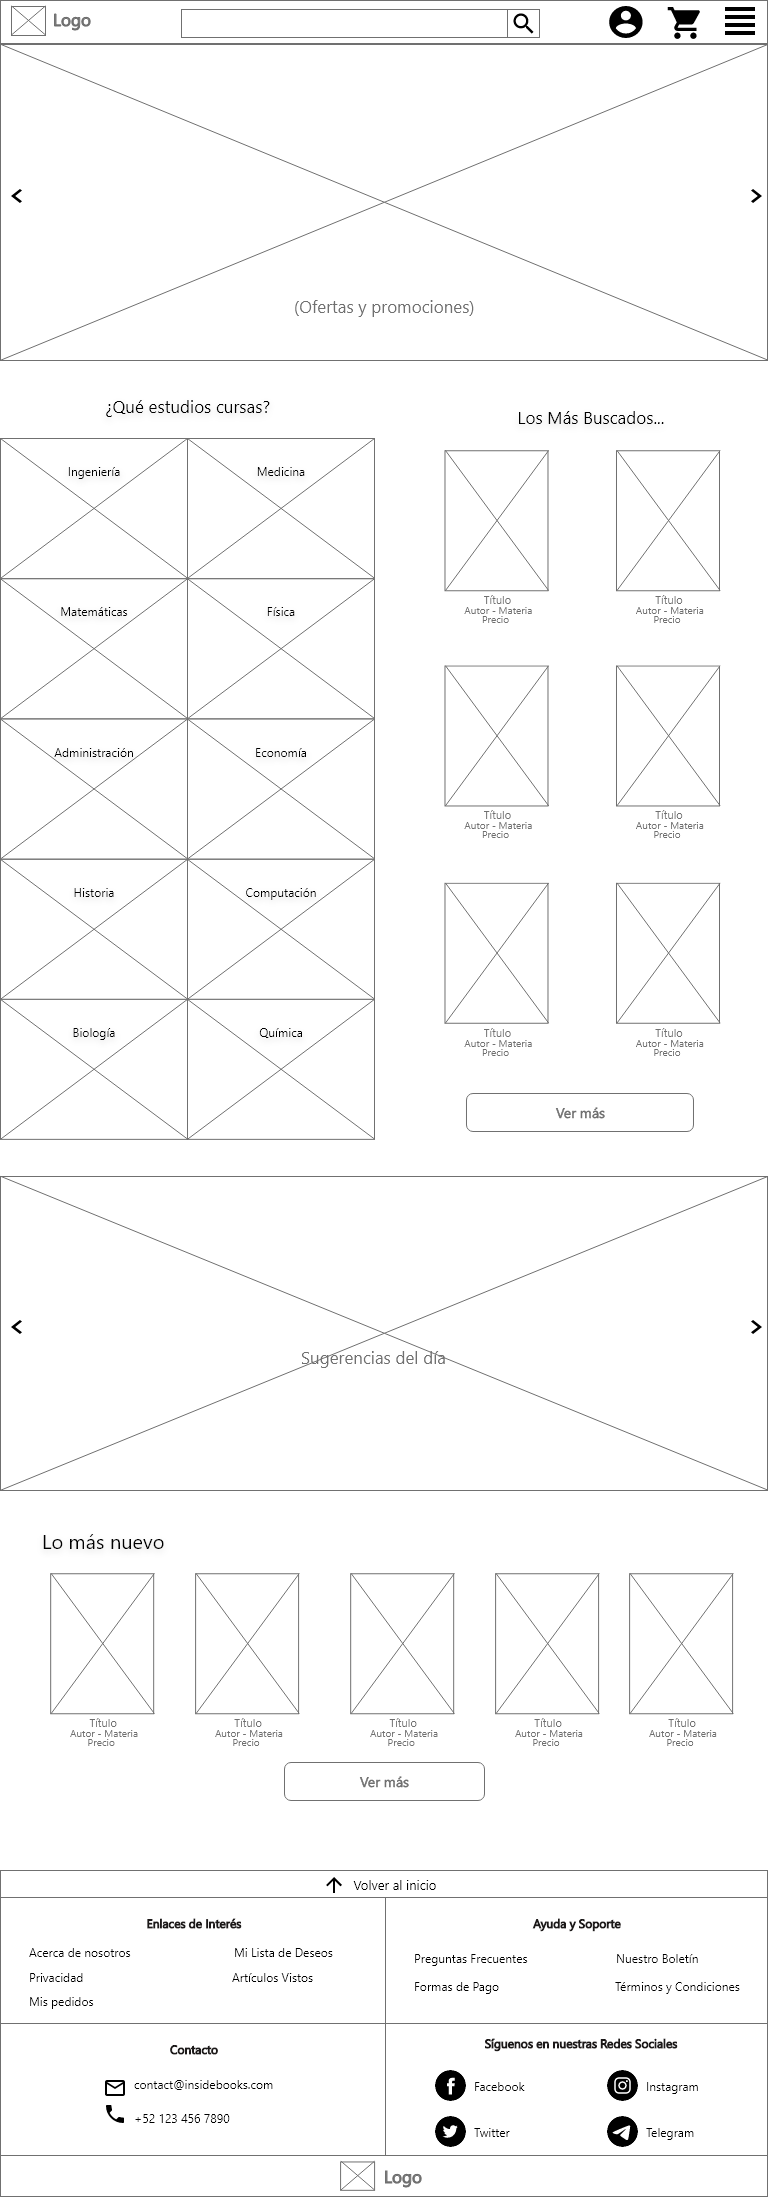 Logo
(Ofertas y promociones)
¿Qué estudios cursas?
Ingeniería
Medicina
Matemáticas
Física
Administración
Economía
Historia
Computación
Biología
Química
Los Más Buscados...
Título
Autor - Materia
Precio
Título
Autor - Materia
Precio
Título
Autor - Materia
Precio
Título
Autor - Materia
Precio
Título
Autor - Materia
Precio
Título
Autor - Materia
Precio
Ver más
Sugerencias del día
Lo más nuevo
Título
Autor - Materia
Precio
Título
Autor - Materia
Precio
Título
Autor - Materia
Precio
Título
Autor - Materia
Precio
Título
Autor - Materia
Precio
Ver más
Volver al inicio
Enlaces de Interés
Acerca de nosotros
Mi Lista de Deseos
Privacidad
Artículos Vistos
Mis pedidos
Ayuda y Soporte
Preguntas Frecuentes
Nuestro Boletín
Formas de Pago
Términos y Condiciones
Contacto
contact@insidebooks.com
+52 123 456 7890
Síguenos en nuestras Redes Sociales
Facebook
Instagram
Twitter
Telegram
Logo